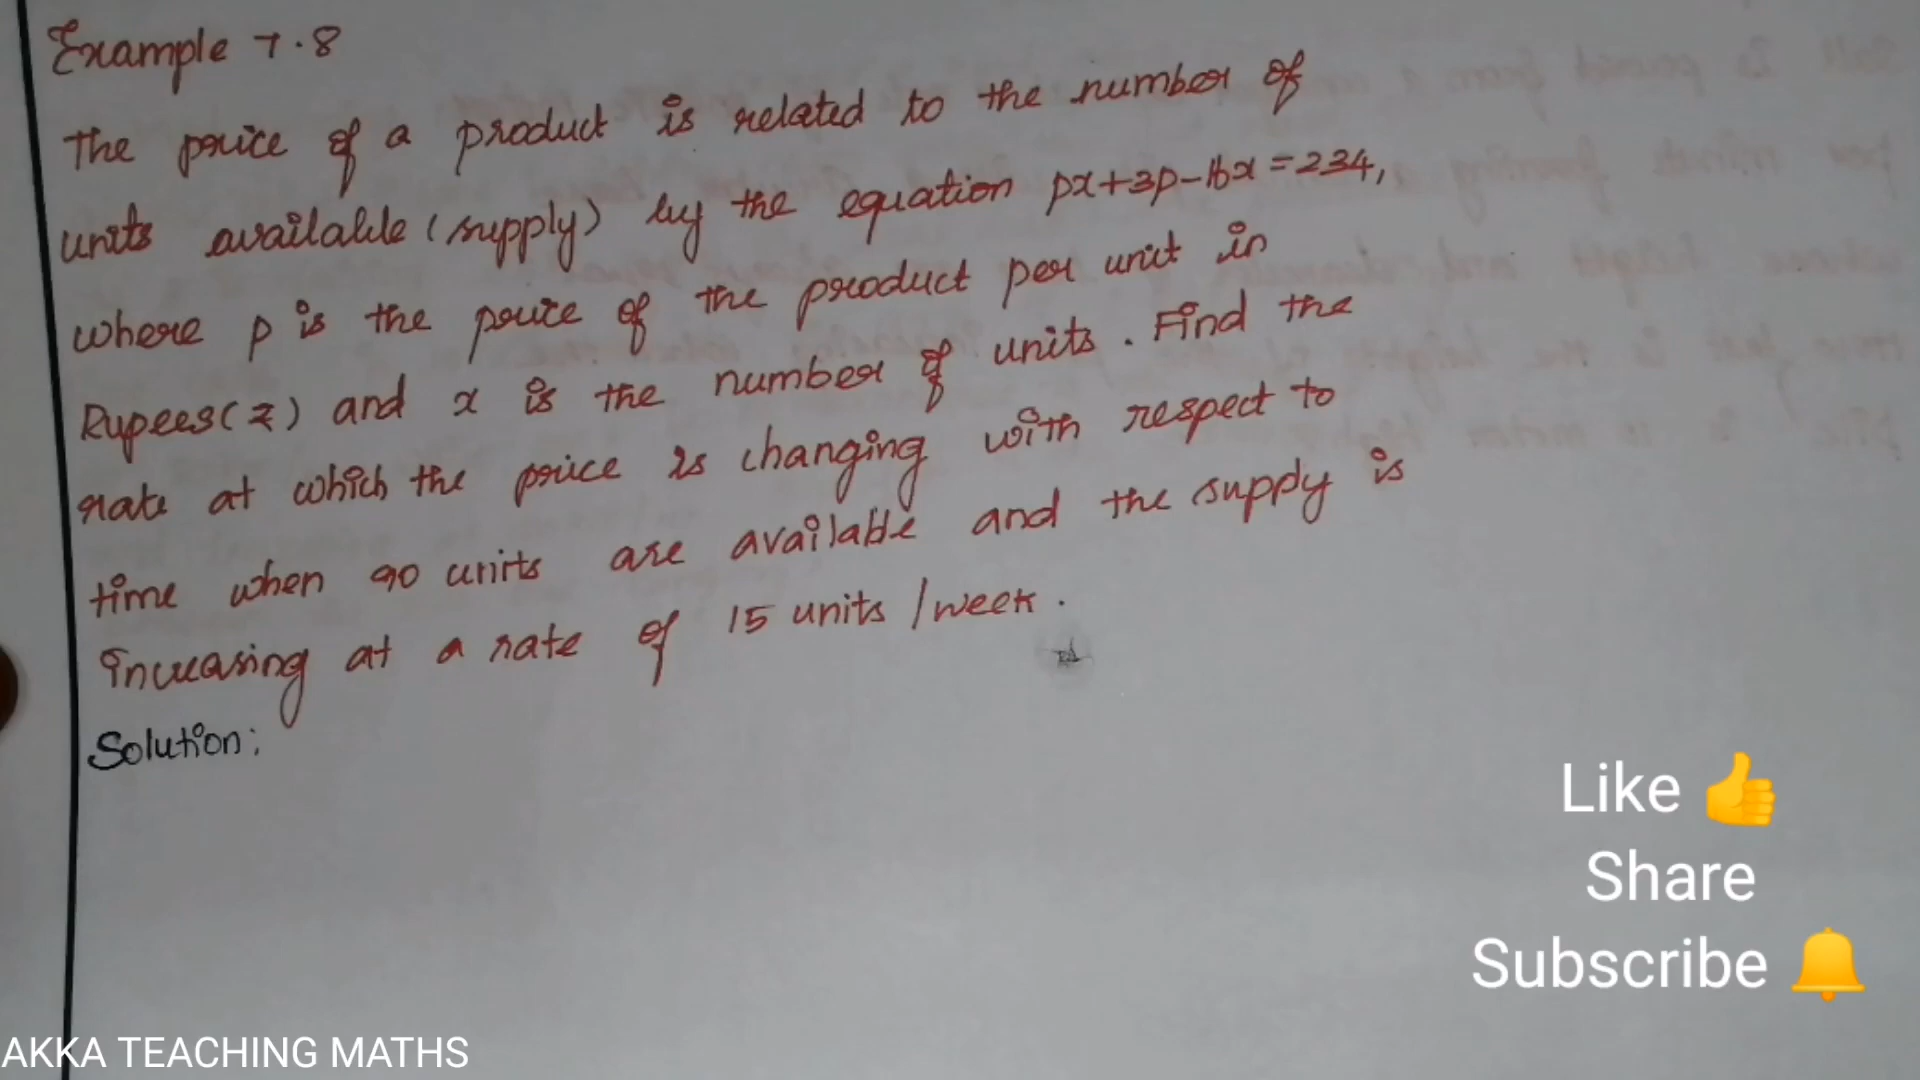 Example 7.8
The price of a product is related to the number of
units available (supply) by the equation px+3p-16x=234,
where p is the price of the product per unit in
Rupees(₹) and x is the number of units. Find the
rate at which the price is changing with respect to
time when 90 units are available and the supply is
increasing at a rate of 15 units/week.
Solution:
Like 👍
Share
Subscribe 🔔
AKKA TEACHING MATHS